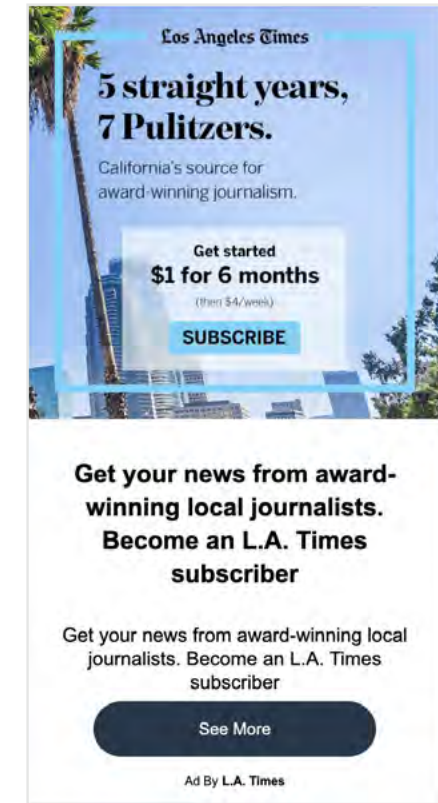 Los Angeles Times
5 straight years,
7 Pulitzers.
California's source for
award-winning journalism.
Get started
$1 for 6 months
(then $4/week)
SUBSCRIBE
Get your news from award-
winning local journalists.
Become an L.A. Times
subscriber
Get your news from award-winning local
journalists. Become an L.A. Times
subscriber
See More
Ad By L.A. Times